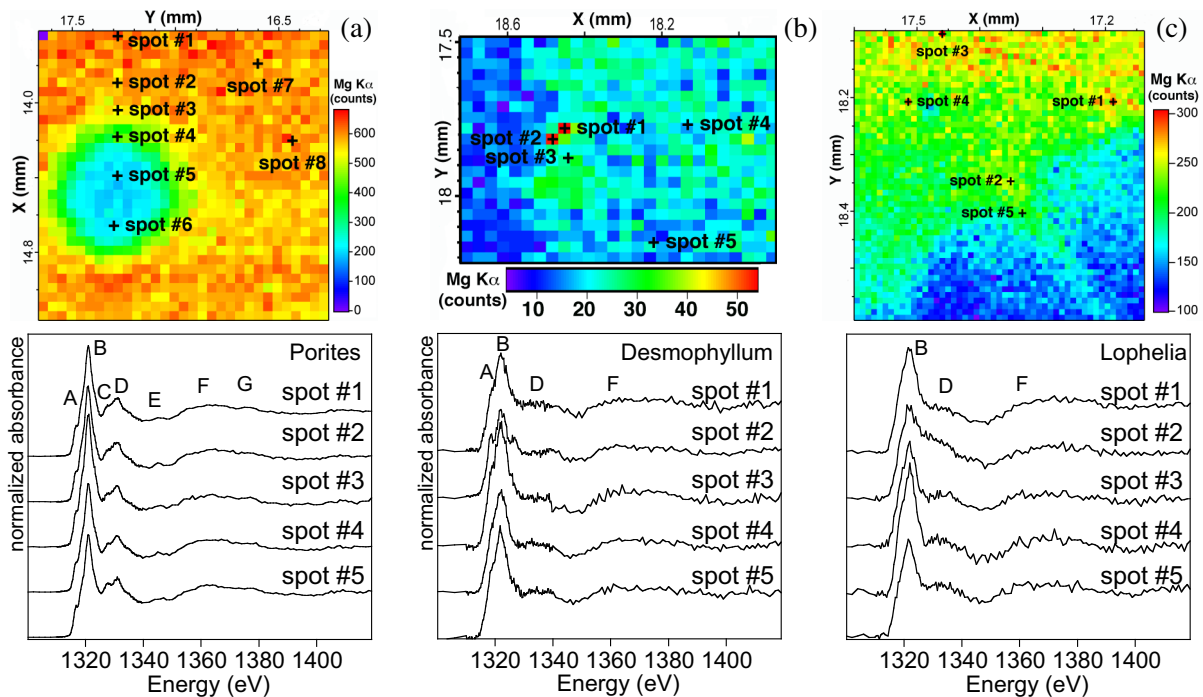 (a)
Y (mm)
17.5 16.5
spot #1
spot #2
spot #7
spot #3
spot #4
spot #8
spot #5
spot #6
X (mm)
14.0
14.8
Mg Kα
(counts)
600
500
400
300
200
100
0
(b)
X (mm)
18.6 18.2
17.5
18
Y (mm)
spot #1
spot #2
spot #3
spot #4
spot #5
Mg Kα
(counts)
10 20 30 40 50
(c)
X (mm)
17.5 17.2
18.2
18.4
Y (mm)
spot #3
spot #4
spot #1
spot #2
spot #5
Mg Kα
(counts)
300
250
200
150
100
normalized absorbance
Porites
A B C D E F G
spot #1
spot #2
spot #3
spot #4
spot #5
1320 1340 1360 1380 1400
Energy (eV)
normalized absorbance
Desmophyllum
A B D F
spot #1
spot #2
spot #3
spot #4
spot #5
1320 1340 1360 1380 1400
Energy (eV)
Lophelia
B D F
spot #1
spot #2
spot #3
spot #4
spot #5
1320 1340 1360 1380 1400
Energy (eV)